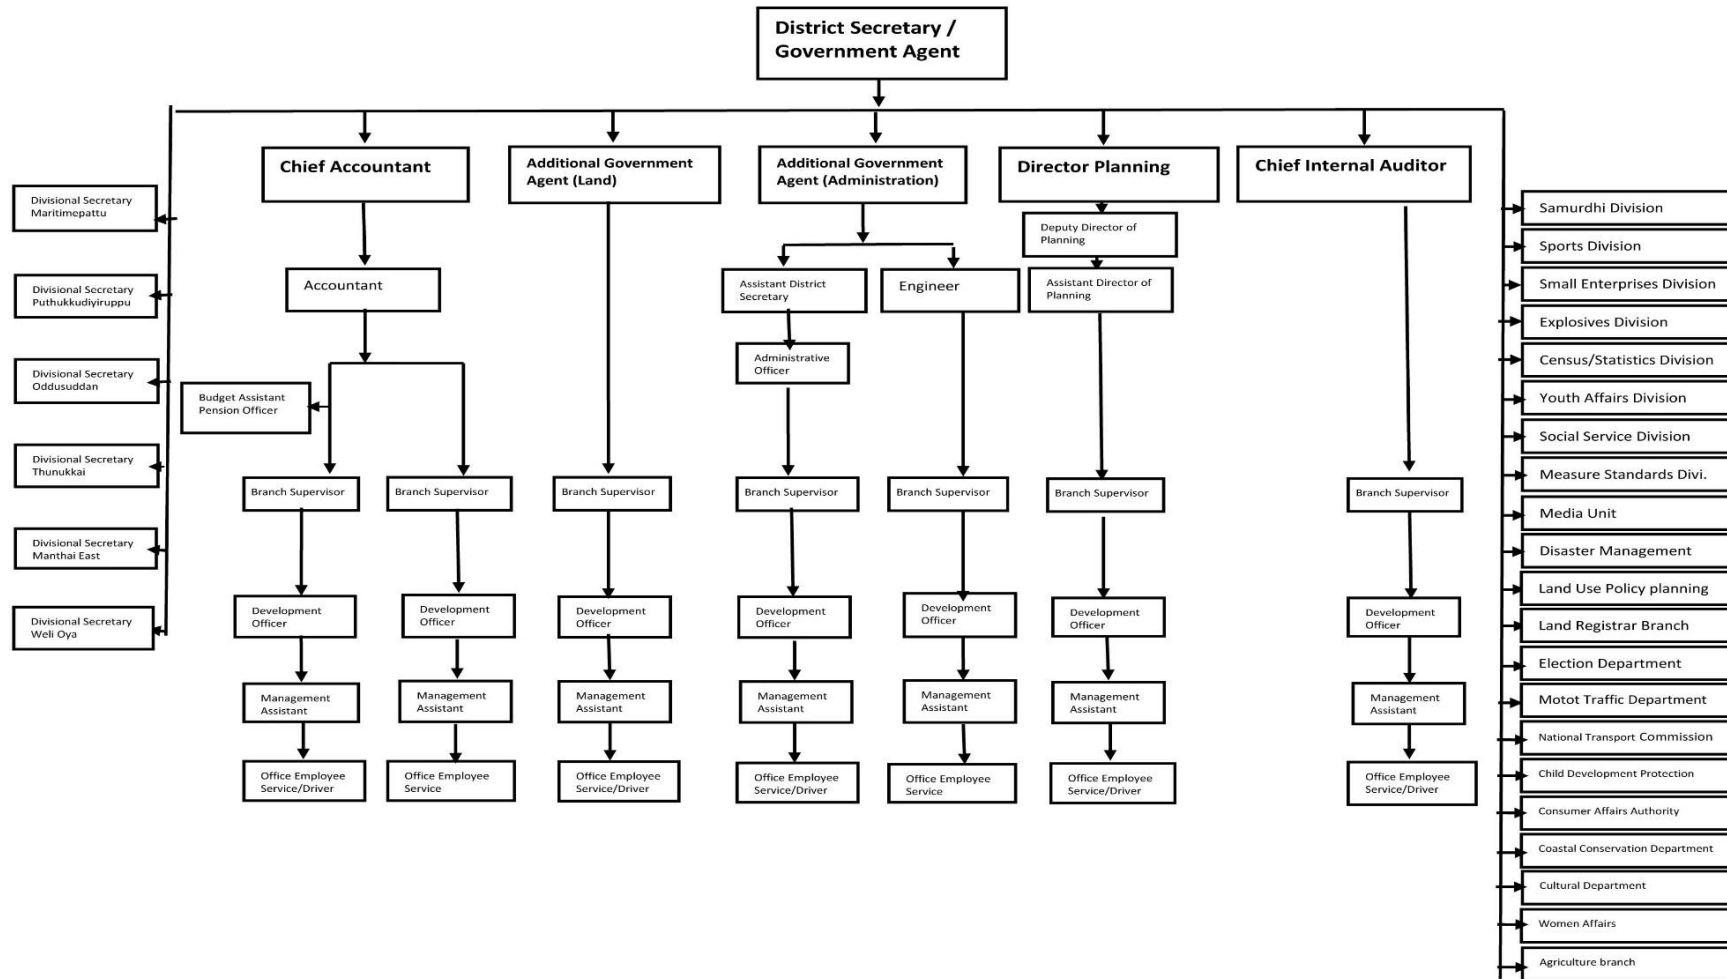 District Secretary /
Government Agent
Chief Accountant
Additional Government
Agent (Land)
Additional Government
Agent (Administration)
Director Planning
Chief Internal Auditor
Divisional Secretary
Maritimepattu
Divisional Secretary
Puthukkudiyiruppu
Divisional Secretary
Oddusuddan
Divisional Secretary
Thunukkai
Divisional Secretary
Manthai East
Divisional Secretary
Weli Oya
Accountant
Budget Assistant
Pension Officer
Assistant District
Secretary
Engineer
Administrative
Officer
Deputy Director of
Planning
Assistant Director of
Planning
Branch Supervisor
Branch Supervisor
Branch Supervisor
Branch Supervisor
Branch Supervisor
Branch Supervisor
Branch Supervisor
Development
Officer
Development
Officer
Development
Officer
Development
Officer
Development
Officer
Development
Officer
Development
Officer
Management
Assistant
Management
Assistant
Management
Assistant
Management
Assistant
Management
Assistant
Management
Assistant
Management
Assistant
Office Employee
Service/Driver
Office Employee
Service
Office Employee
Service/Driver
Office Employee
Service/Driver
Office Employee
Service
Office Employee
Service/Driver
Office Employee
Service/Driver
Samurdhi Division
Sports Division
Small Enterprises Division
Explosives Division
Census/Statistics Division
Youth Affairs Division
Social Service Division
Measure Standards Divi.
Media Unit
Disaster Management
Land Use Policy planning
Land Registrar Branch
Election Department
Motot Traffic Department
National Transport Commission
Child Development Protection
Consumer Affairs Authority
Coastal Conservation Department
Cultural Department
Women Affairs
Agriculture branch